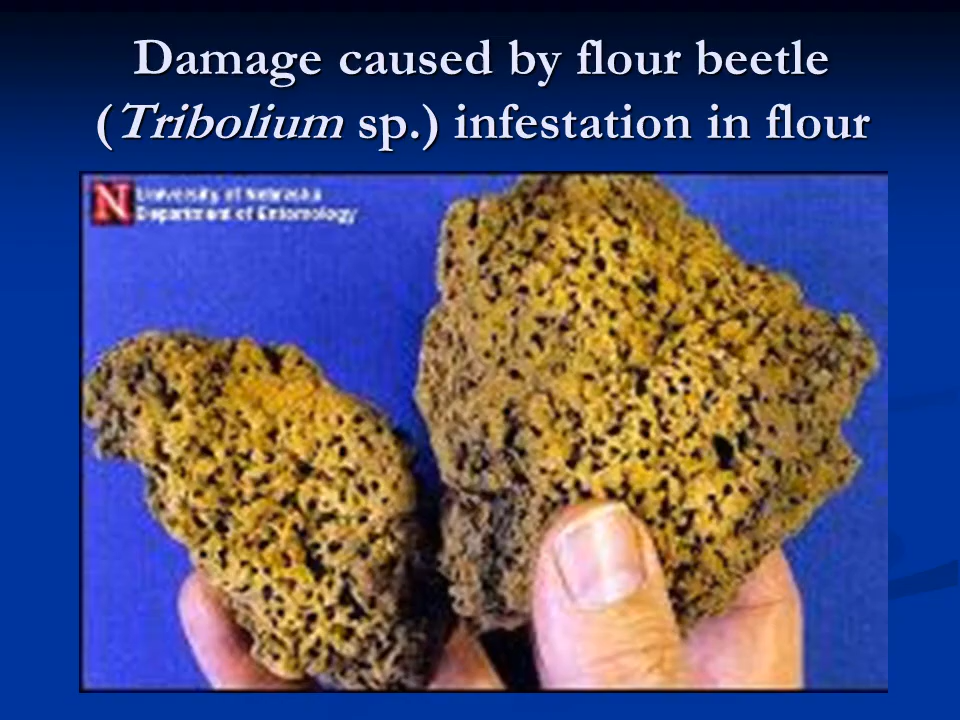 Damage caused by flour beetle
(Tribolium sp.) infestation in flour
N
University of Nebraska
Department of Entomology